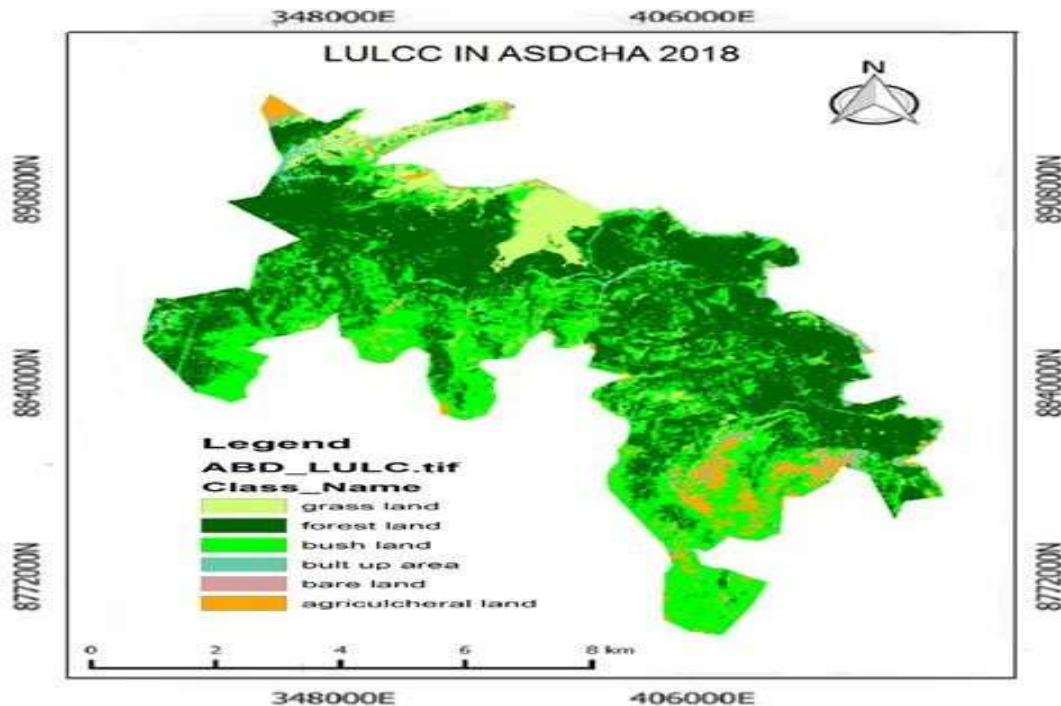 348000E 406000E
LULCC IN ASDCHA 2018
N
8908000N 8908000N
8840000N 8840000N
Legend
ABD_LULC.tif
Class_Name
grass land
forest land
bush land
bult up area
bare land
agriculcheral land
8772000N 8772000N
0 2 4 6 8 km
348000E 406000E